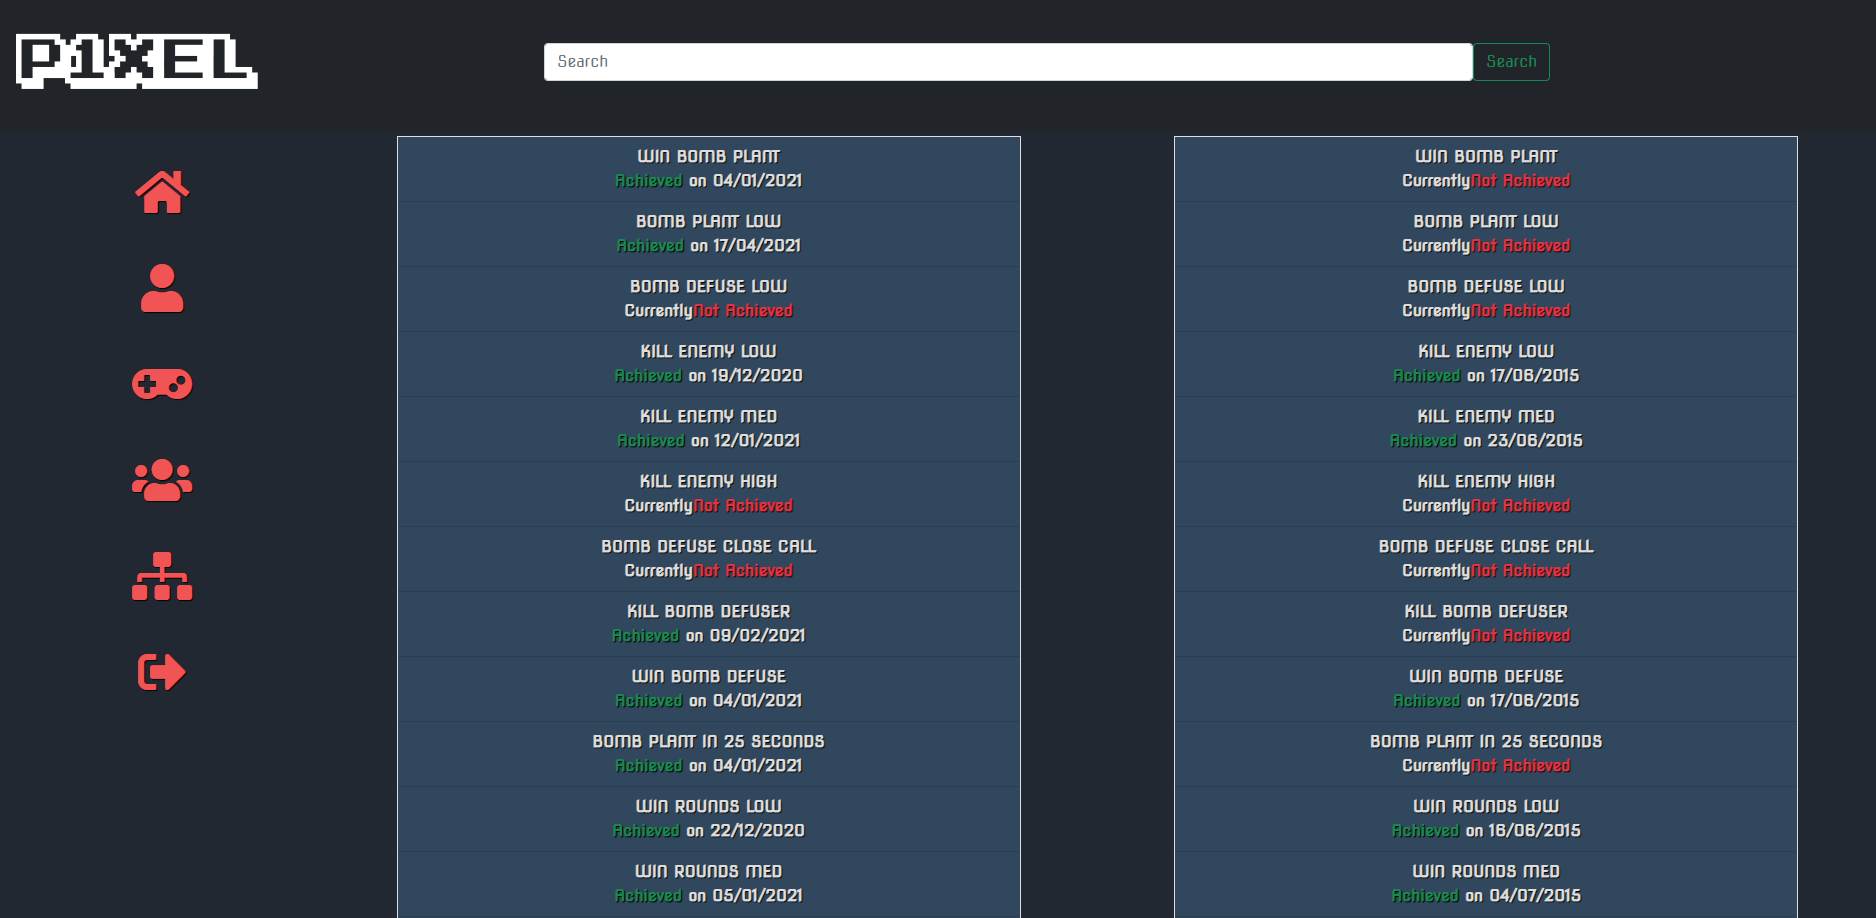 P1XEL
Search
Search
WIN BOMB PLANT
Achieved on 04/01/2021
BOMB PLANT LOW
Achieved on 17/04/2021
BOMB DEFUSE LOW
CurrentlyNot Achieved
KILL ENEMY LOW
Achieved on 19/12/2020
KILL ENEMY MED
Achieved on 12/01/2021
KILL ENEMY HIGH
CurrentlyNot Achieved
BOMB DEFUSE CLOSE CALL
CurrentlyNot Achieved
KILL BOMB DEFUSER
Achieved on 09/02/2021
WIN BOMB DEFUSE
Achieved on 04/01/2021
BOMB PLANT IN 25 SECONDS
Achieved on 04/01/2021
WIN ROUNDS LOW
Achieved on 22/12/2020
WIN ROUNDS MED
Achieved on 05/01/2021
WIN BOMB PLANT
CurrentlyNot Achieved
BOMB PLANT LOW
CurrentlyNot Achieved
BOMB DEFUSE LOW
CurrentlyNot Achieved
KILL ENEMY LOW
Achieved on 17/06/2015
KILL ENEMY MED
Achieved on 23/06/2015
KILL ENEMY HIGH
CurrentlyNot Achieved
BOMB DEFUSE CLOSE CALL
CurrentlyNot Achieved
KILL BOMB DEFUSER
CurrentlyNot Achieved
WIN BOMB DEFUSE
Achieved on 17/06/2015
BOMB PLANT IN 25 SECONDS
CurrentlyNot Achieved
WIN ROUNDS LOW
Achieved on 16/06/2015
WIN ROUNDS MED
Achieved on 04/07/2015